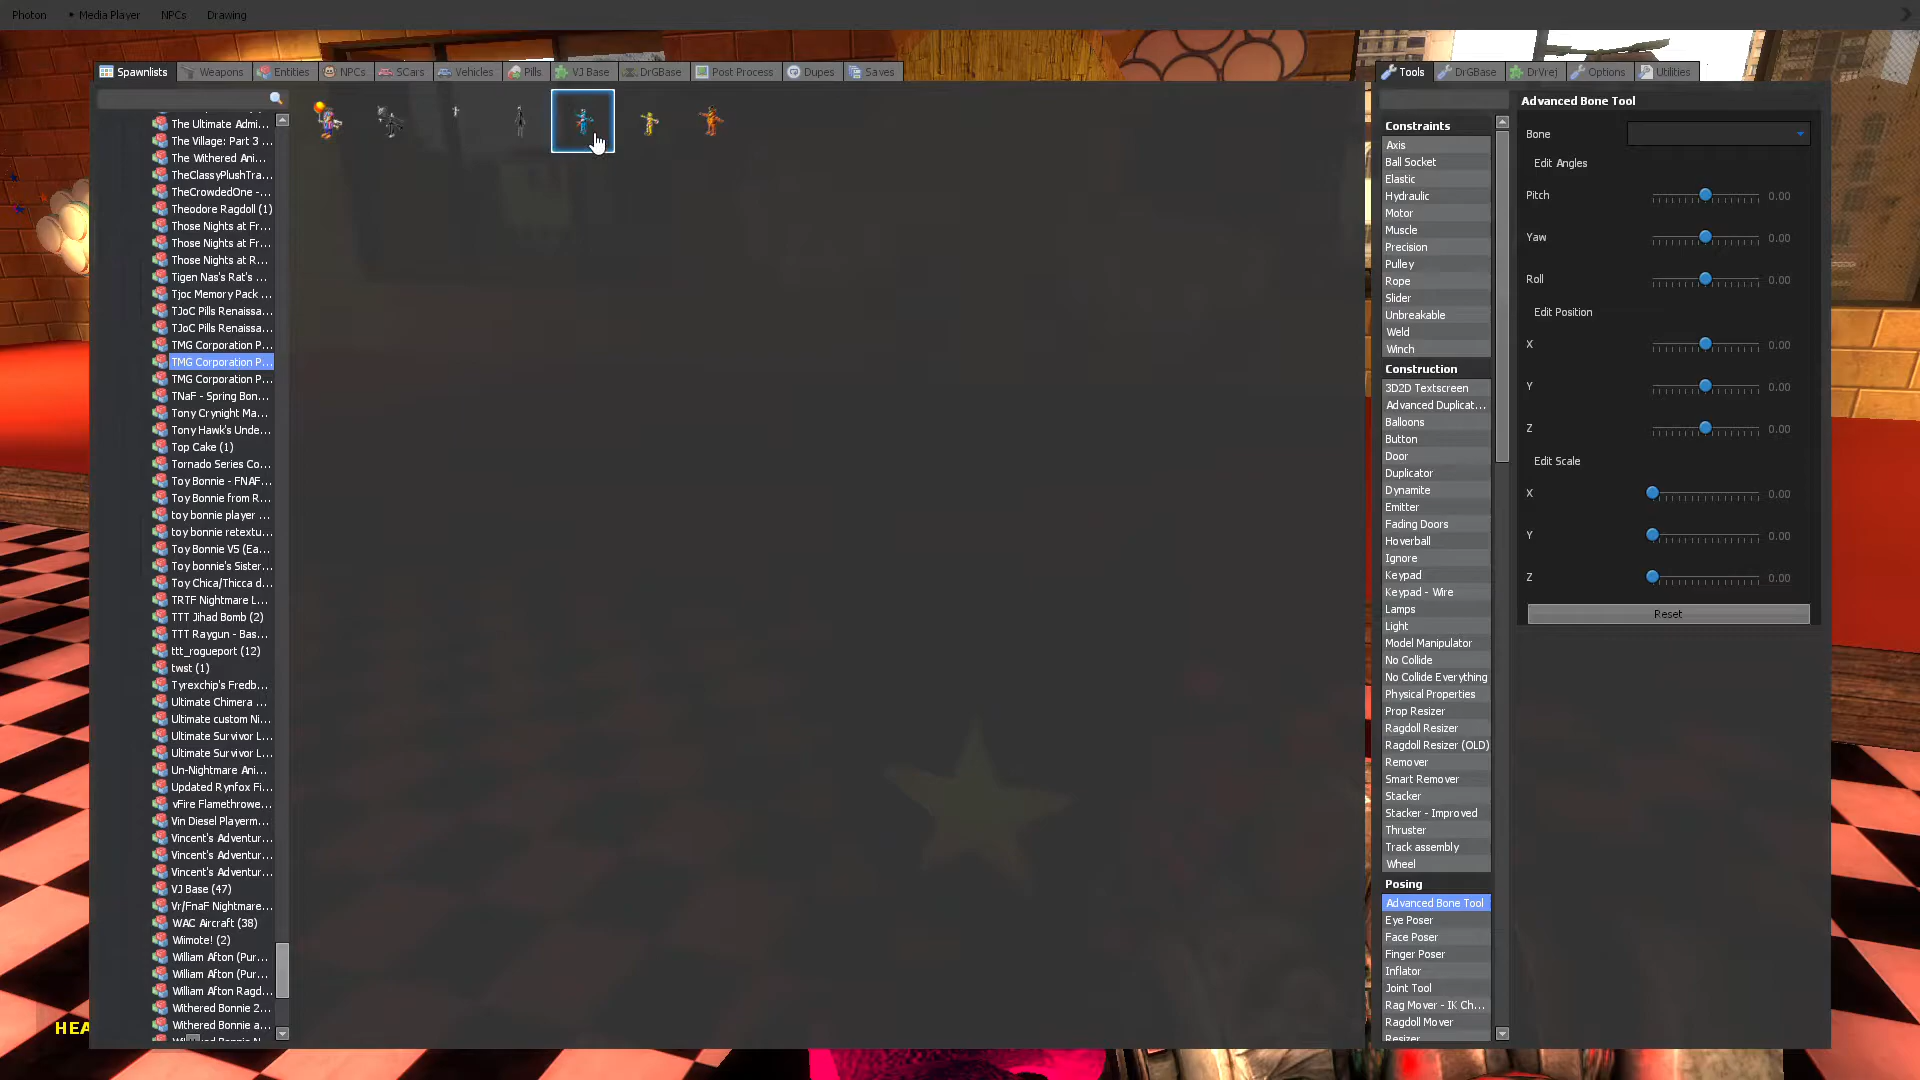 Photon
• Media Player
NPCs
Drawing
Spawnlists
Weapons
Entities
NPCs
SCars
Vehicles
Pills
VJ Base
DrGBase
Post Process
Dupes
Saves
The Ultimate Admi...
The Village: Part 3 ...
The Withered Ani...
TheClassyPlushTra...
TheCrowdedOne -...
Theodore Ragdoll (1)
Those Nights at Fr...
Those Nights at Fr...
Those Nights at R...
Tigen Nas's Rat's ...
Tjoc Memory Pack ...
TJoC Pills Renaissa...
TJoC Pills Renaissa...
TMG Corporation P...
TMG Corporation P...
TMG Corporation P...
TNaF - Spring Bon...
Tony Crynight Ma...
Tony Hawk's Unde...
Top Cake (1)
Tornado Series Co...
Toy Bonnie - FNAF...
Toy Bonnie from R...
toy bonnie player ...
toy bonnie retextu...
Toy Bonnie V5 (Ea...
Toy bonnie's Sister...
Toy Chica/Thicca d...
TRTF Nightmare L...
TTT Jihad Bomb (2)
TTT Raygun - Bas...
ttt_rogueport (12)
twst (1)
Tyrexchip's Fredb...
Ultimate Chimera ...
Ultimate custom Ni...
Ultimate Survivor L...
Ultimate Survivor L...
Un-Nightmare Ani...
Updated Rynfox Fi...
vFire Flamethrowe...
Vin Diesel Playerm...
Vincent's Adventur...
Vincent's Adventur...
Vincent's Adventur...
VJ Base (47)
Vr/FnaF Nightmare...
WAC Aircraft (38)
Wiimote! (2)
William Afton (Pur...
William Afton (Pur...
William Afton Ragd...
Withered Bonnie 2...
Withered Bonnie a...
HEA
Tools
DrGBase
DrVrej
Options
Utilities
Constraints
Axis
Ball Socket
Elastic
Hydraulic
Motor
Muscle
Precision
Pulley
Rope
Slider
Unbreakable
Weld
Winch
Construction
3D2D Textscreen
Advanced Duplicat...
Balloons
Button
Door
Duplicator
Dynamite
Emitter
Fading Doors
Hoverball
Ignore
Keypad
Keypad - Wire
Lamps
Light
Model Manipulator
No Collide
No Collide Everything
Physical Properties
Prop Resizer
Ragdoll Resizer
Ragdoll Resizer (OLD)
Remover
Smart Remover
Stacker
Stacker - Improved
Thruster
Track assembly
Wheel
Posing
Advanced Bone Tool
Eye Poser
Face Poser
Finger Poser
Inflator
Joint Tool
Rag Mover - IK Ch...
Ragdoll Mover
Resizer
Advanced Bone Tool
Bone
Edit Angles
Pitch 0.00
Yaw 0.00
Roll 0.00
Edit Position
X 0.00
Y 0.00
Z 0.00
Edit Scale
X 0.00
Y 0.00
Z 0.00
Reset